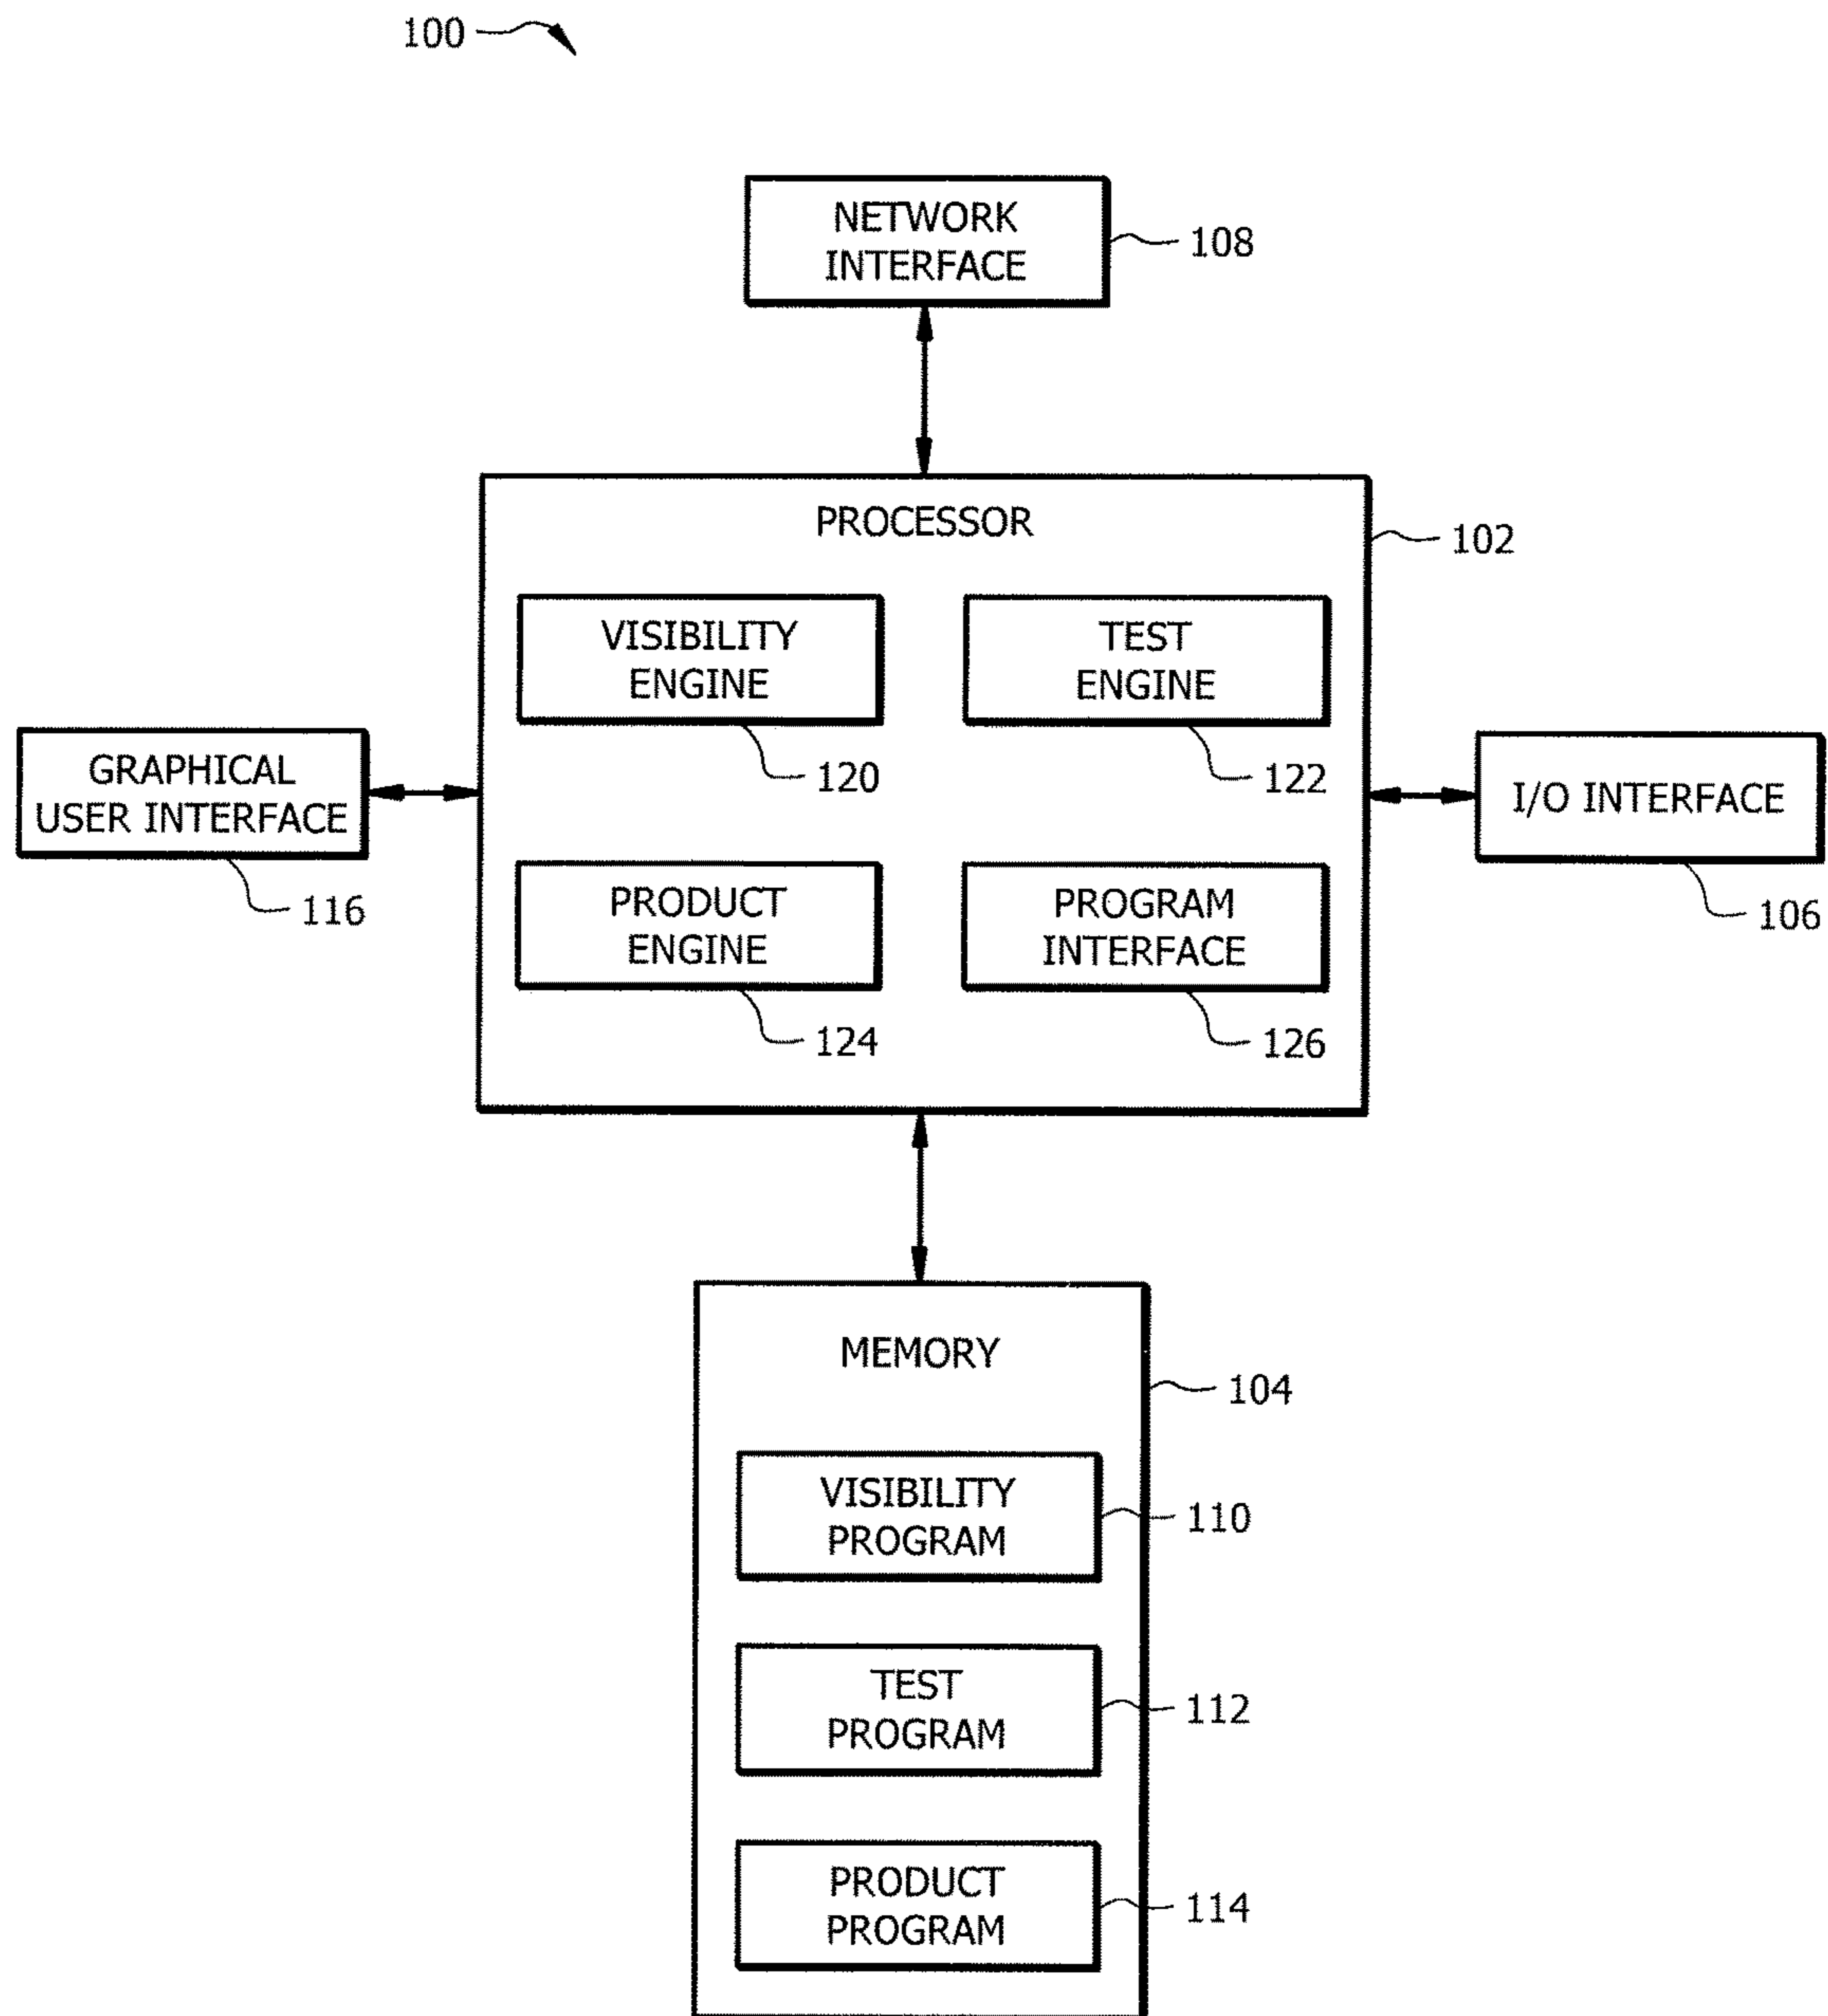 100
NETWORK
INTERFACE
108
PROCESSOR
102
VISIBILITY
ENGINE
120
TEST
ENGINE
122
GRAPHICAL
USER INTERFACE
116
I/O INTERFACE
106
PRODUCT
ENGINE
124
PROGRAM
INTERFACE
126
MEMORY
104
VISIBILITY
PROGRAM
110
TEST
PROGRAM
112
PRODUCT
PROGRAM
114